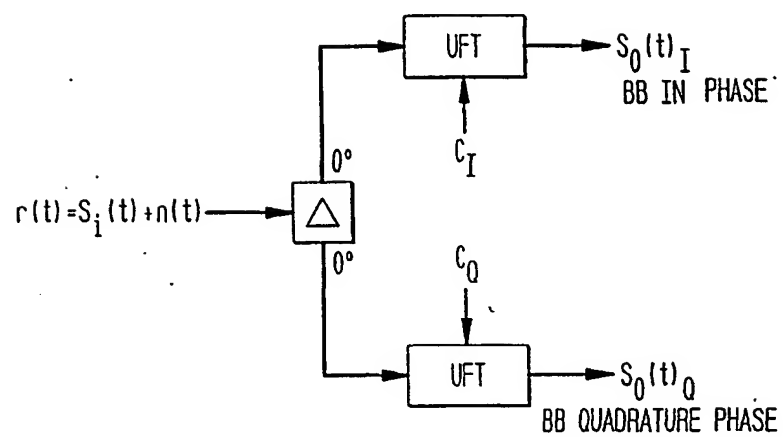 UFT
S₀(t)I
BB IN PHASE
CI
0°
r(t)=Si(t)+n(t)
0°
CQ
UFT
S₀(t)Q
BB QUADRATURE PHASE